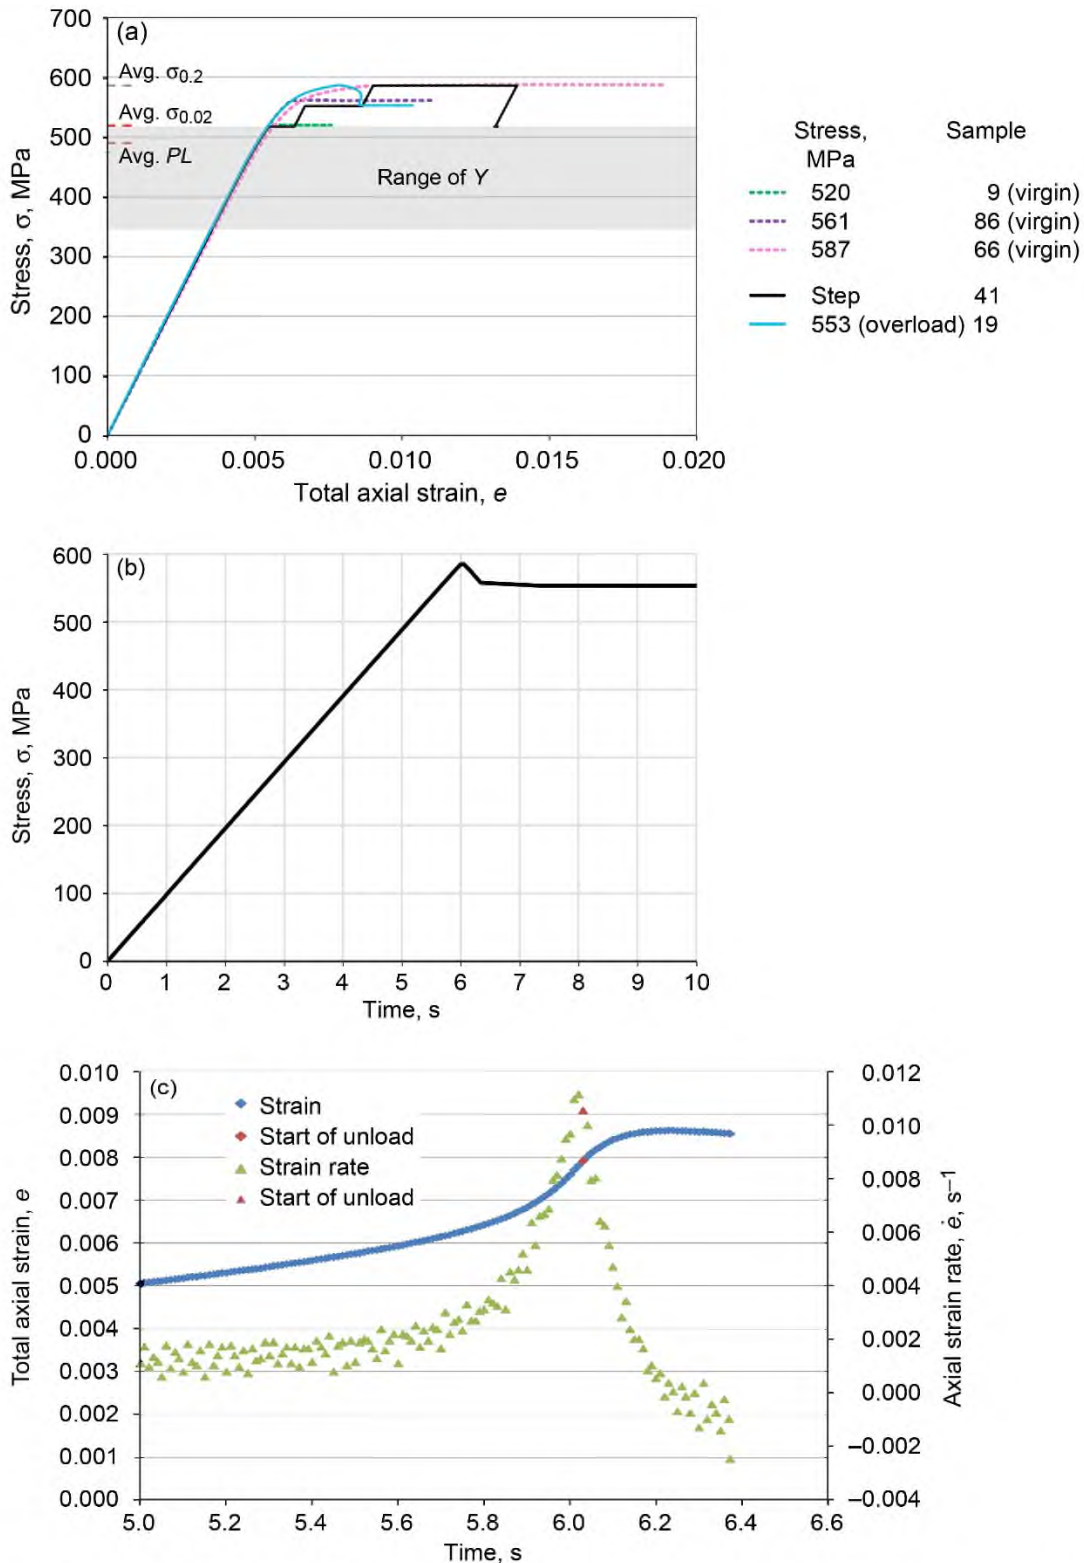 (a)
700
600
500
400
300
200
100
0
Stress, σ, MPa
Avg. σ0.2
Avg. σ0.02
Avg. PL
Range of Y
0.000 0.005 0.010 0.015 0.020
Total axial strain, e
Stress, MPa Sample
520 9 (virgin)
561 86 (virgin)
587 66 (virgin)
Step 41
553 (overload) 19
(b)
600
500
400
300
200
100
0
Stress, σ, MPa
0 1 2 3 4 5 6 7 8 9 10
Time, s
(c)
0.010
0.009
0.008
0.007
0.006
0.005
0.004
0.003
0.002
0.001
0.000
Total axial strain, e
Strain
Start of unload
Strain rate
Start of unload
0.012
0.010
0.008
0.006
0.004
0.002
0.000
–0.002
–0.004
Axial strain rate, ė, s–1
5.0 5.2 5.4 5.6 5.8 6.0 6.2 6.4 6.6
Time, s